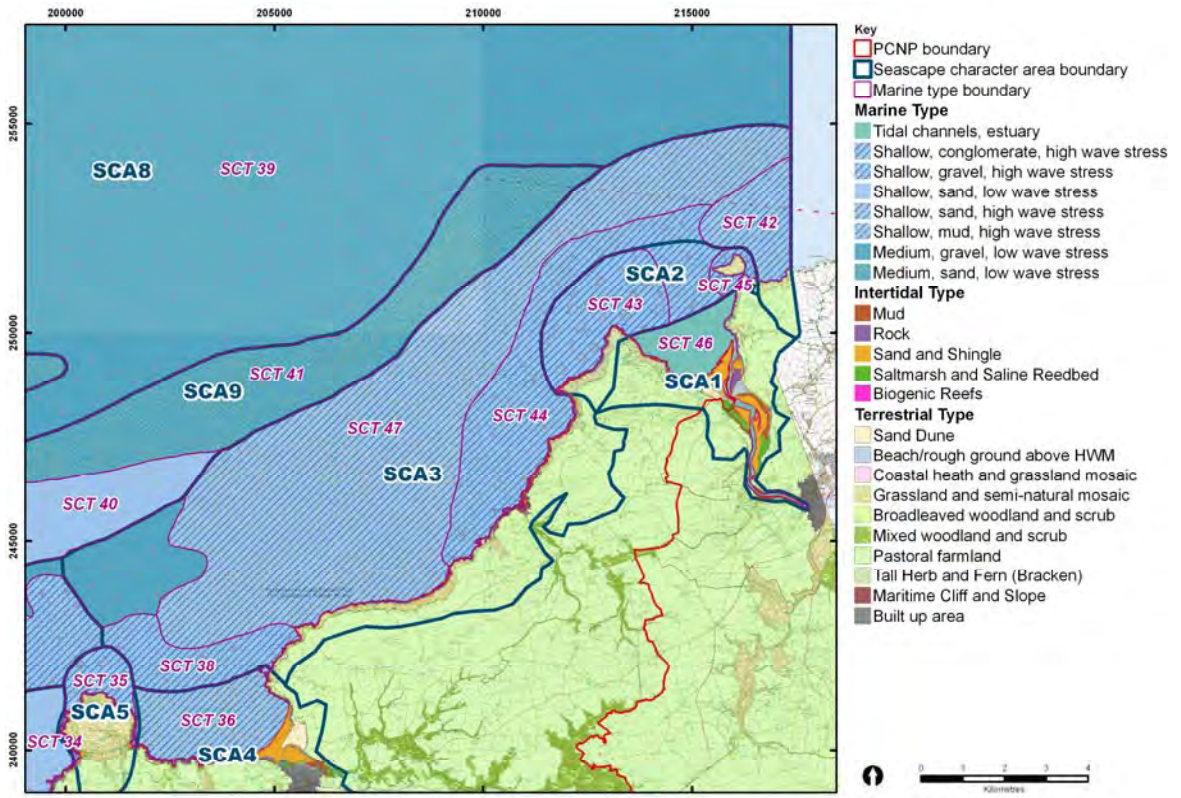 200000 205000 210000 215000
255000
250000
245000
240000
SCA8
SCT 39
SCT 42
SCA2
SCT 45
SCT 43
SCT 46
SCT 41
SCA9
SCA1
SCT 44
SCT 47
SCA3
SCT 40
SCT 38
SCT 35
SCA5
SCT 36
SCT 34
SCA4
Key
PCNP boundary
Seascape character area boundary
Marine type boundary
Marine Type
Tidal channels, estuary
Shallow, conglomerate, high wave stress
Shallow, gravel, high wave stress
Shallow, sand, low wave stress
Shallow, sand, high wave stress
Shallow, mud, high wave stress
Medium, gravel, low wave stress
Medium, sand, low wave stress
Intertidal Type
Mud
Rock
Sand and Shingle
Saltmarsh and Saline Reedbed
Biogenic Reefs
Terrestrial Type
Sand Dune
Beach/rough ground above HWM
Coastal heath and grassland mosaic
Grassland and semi-natural mosaic
Broadleaved woodland and scrub
Mixed woodland and scrub
Pastoral farmland
Tall Herb and Fern (Bracken)
Maritime Cliff and Slope
Built up area
0 1 2 3 4
Kilometres